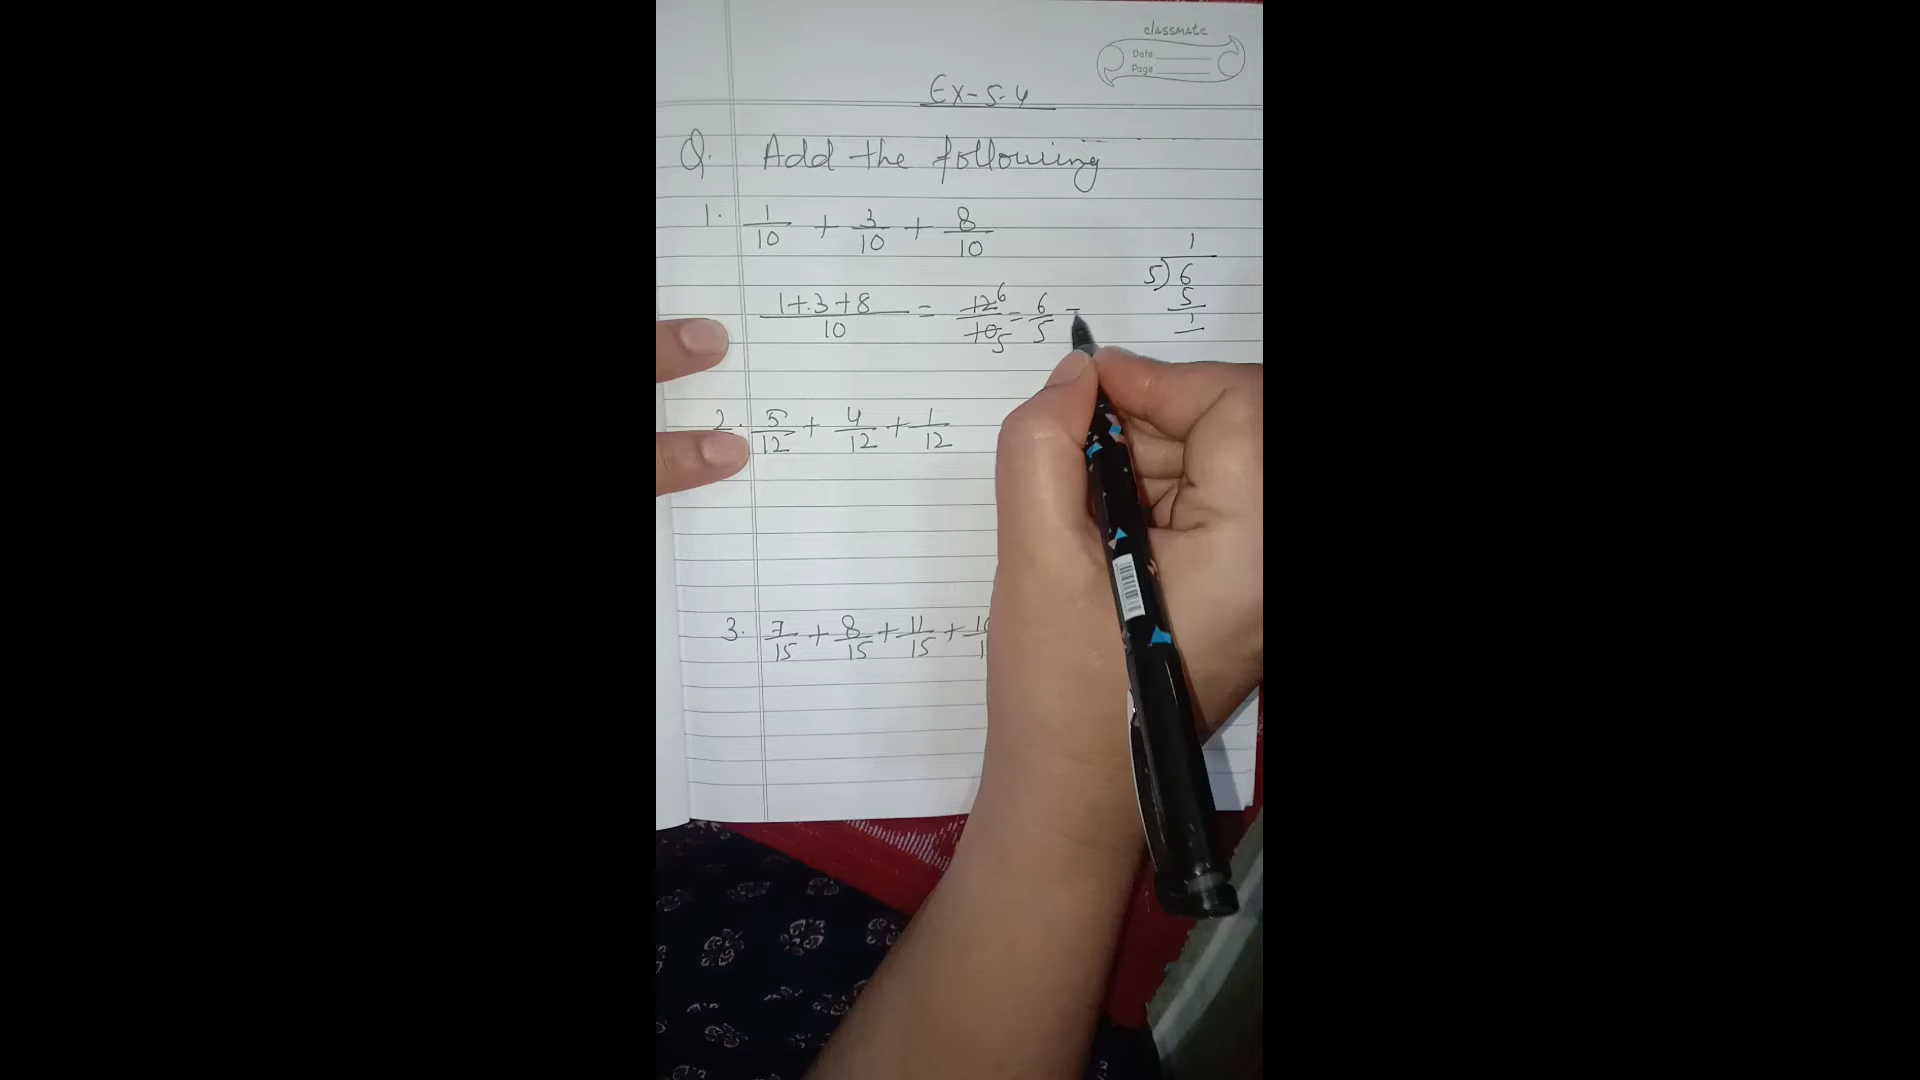 classmate
Date
Page
Ex-5.4
Q. Add the following
1. 1/10 + 3/10 + 8/10
1+3+8/10 = 12/10 6/5 = 6/5 =
1
5)6
5
1
2. 5/12 + 4/12 + 1/12
3. 7/15 + 8/15 + 11/15 +